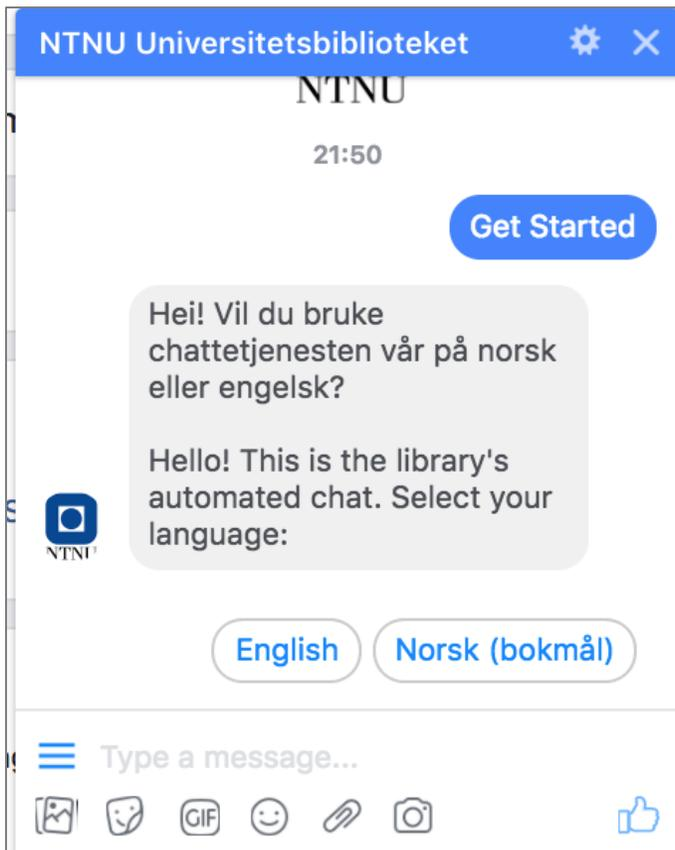 NTNU Universitetsbiblioteket
NTNU
21:50
Get Started
Hei! Vil du bruke
chattetjenesten vår på norsk
eller engelsk?
Hello! This is the library's
automated chat. Select your
language:
NTNU
English
Norsk (bokmål)
Type a message...
GIF